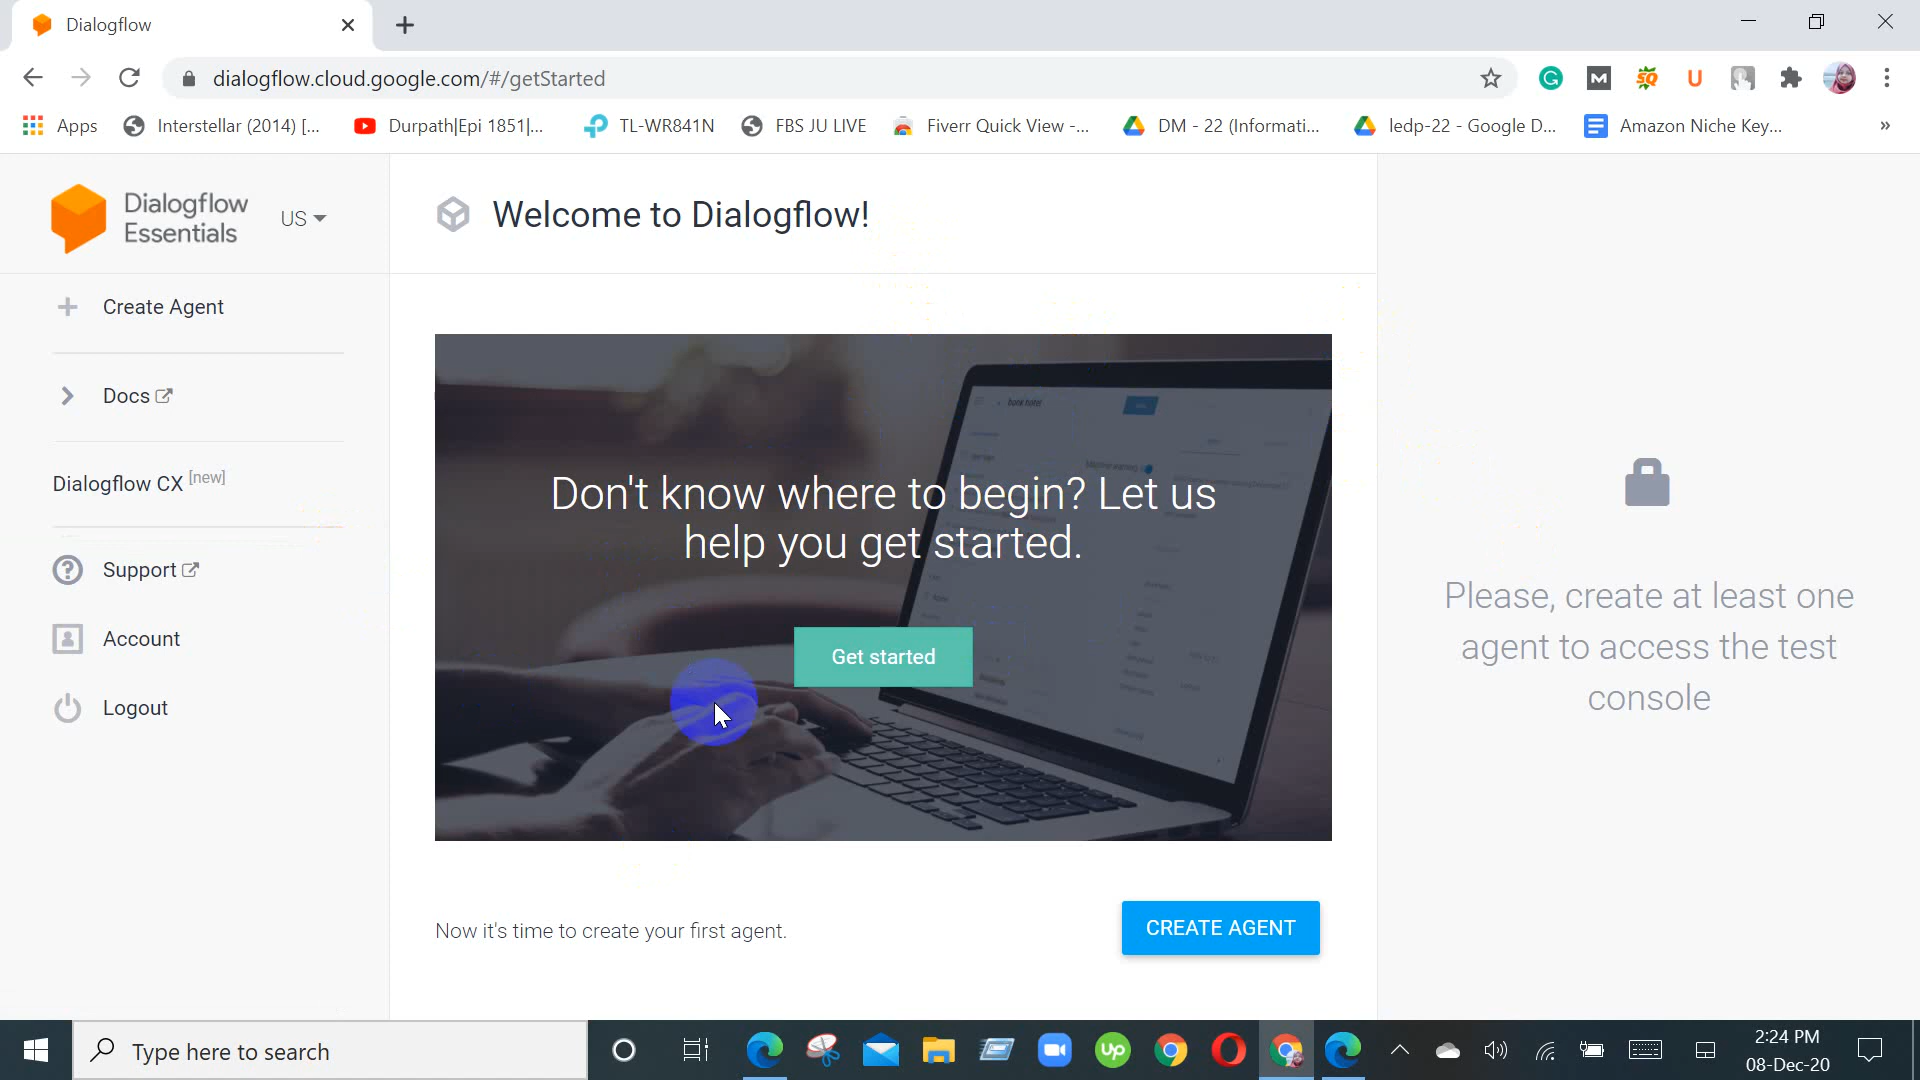 Dialogflow
dialogflow.cloud.google.com/#/getStarted
Apps
Interstellar (2014) [...
Durpath|Epi 1851|...
TL-WR841N
FBS JU LIVE
Fiverr Quick View -...
DM - 22 (Informati...
ledp-22 - Google D...
Amazon Niche Key...
»
Dialogflow
Essentials
US
Welcome to Dialogflow!
Create Agent
Docs
Dialogflow CX [new]
Support
Account
Logout
book hotel
Don't know where to begin? Let us
help you get started.
Get started
Please, create at least one
agent to access the test
console
Now it's time to create your first agent.
CREATE AGENT
Type here to search
2:24 PM
08-Dec-20